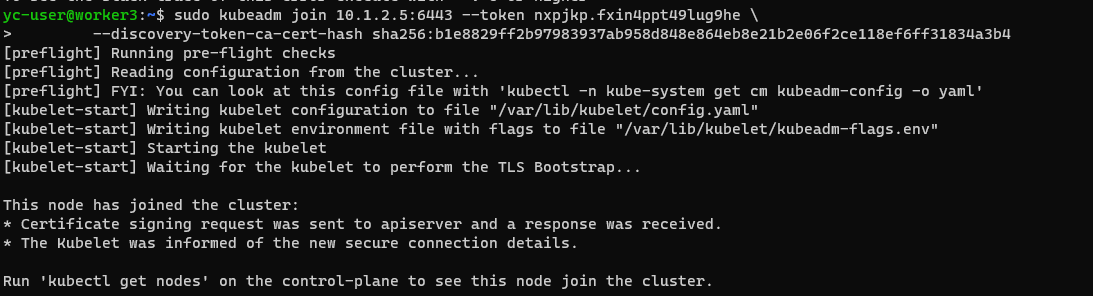 yc-user@worker3:~$ sudo kubeadm join 10.1.2.5:6443 --token nxpjkp.fxin4ppt49lug9he \
>         --discovery-token-ca-cert-hash sha256:b1e8829ff2b97983937ab958d848e864eb8e21b2e06f2ce118ef6ff31834a3b4
[preflight] Running pre-flight checks
[preflight] Reading configuration from the cluster...
[preflight] FYI: You can look at this config file with 'kubectl -n kube-system get cm kubeadm-config -o yaml'
[kubelet-start] Writing kubelet configuration to file "/var/lib/kubelet/config.yaml"
[kubelet-start] Writing kubelet environment file with flags to file "/var/lib/kubelet/kubeadm-flags.env"
[kubelet-start] Starting the kubelet
[kubelet-start] Waiting for the kubelet to perform the TLS Bootstrap...

This node has joined the cluster:
* Certificate signing request was sent to apiserver and a response was received.
* The Kubelet was informed of the new secure connection details.

Run 'kubectl get nodes' on the control-plane to see this node join the cluster.